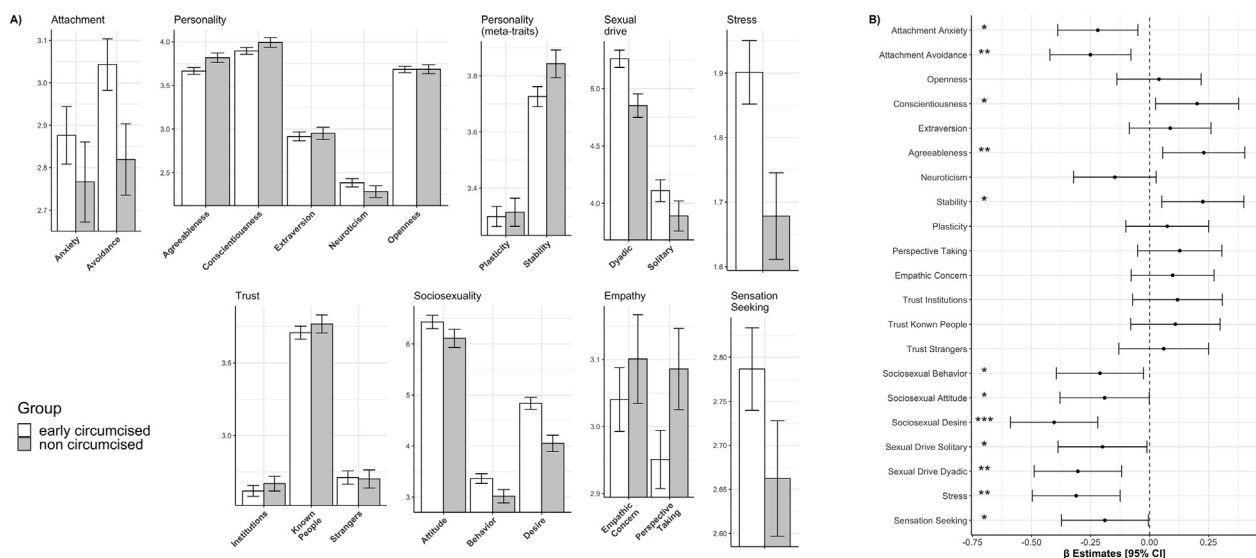 A)
Attachment
3.1
3.0
2.9
2.8
2.7
Anxiety
Avoidance
Personality
4.0
3.5
3.0
2.5
Agreeableness
Conscientiousness
Extraversion
Neuroticism
Openness
Personality
(meta-traits)
3.8
3.6
3.4
Plasticity
Stability
Sexual
drive
5.0
4.5
4.0
Dyadic
Solitary
Stress
1.9
1.8
1.7
1.6
Group
early circumcised
non circumcised
Trust
3.5
3.0
Institutions
Known
People
Strangers
Sociosexuality
6
5
4
3
Attitude
Behavior
Desire
Empathy
3.1
3.0
2.9
Empathic
Concern
Perspective
Taking
Sensation
Seeking
2.80
2.75
2.70
2.65
2.60
B)
Attachment Anxiety *
Attachment Avoidance **
Openness
Conscientiousness *
Extraversion
Agreeableness **
Neuroticism
Stability *
Plasticity
Perspective Taking
Empathic Concern
Trust Institutions
Trust Konwn People
Trust Strangers
Sociosexual Behavior *
Sociosexual Attitude *
Sociosexual Desire ***
Sexual Drive Solitary *
Sexual Drive Dyadic **
Stress **
Sensation Seeking *
-0.75 -0.50 -0.25 0.00 0.25
β Estimates [95% CI]